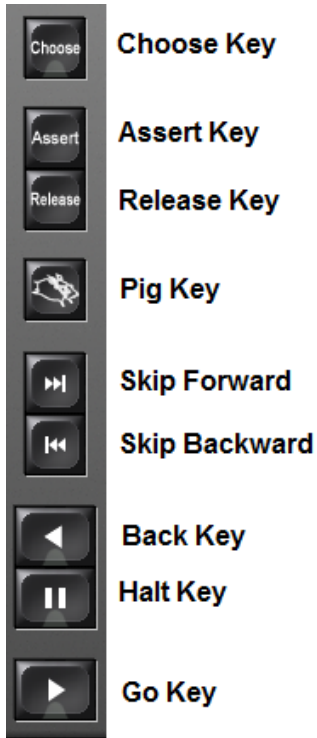 Choose Choose Key
Assert Assert Key
Release Release Key
Pig Key
Skip Forward
Skip Backward
Back Key
Halt Key
Go Key